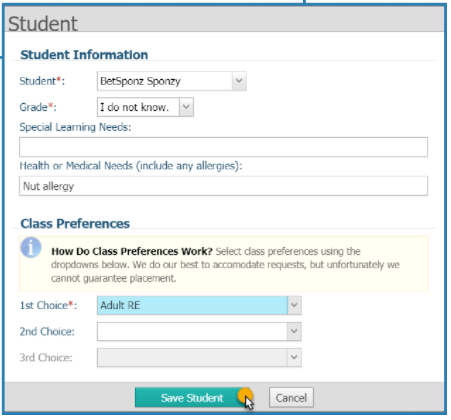 Student
Student Information
Student*: BetSponz Sponzy
Grade*: I do not know.
Special Learning Needs:
Health or Medical Needs (include any allergies):
Nut allergy
Class Preferences
How Do Class Preferences Work? Select class preferences using the
dropdowns below. We do our best to accomodate requests, but unfortunately we
cannot guarantee placement.
1st Choice*: Adult RE
2nd Choice:
3rd Choice:
Save Student Cancel